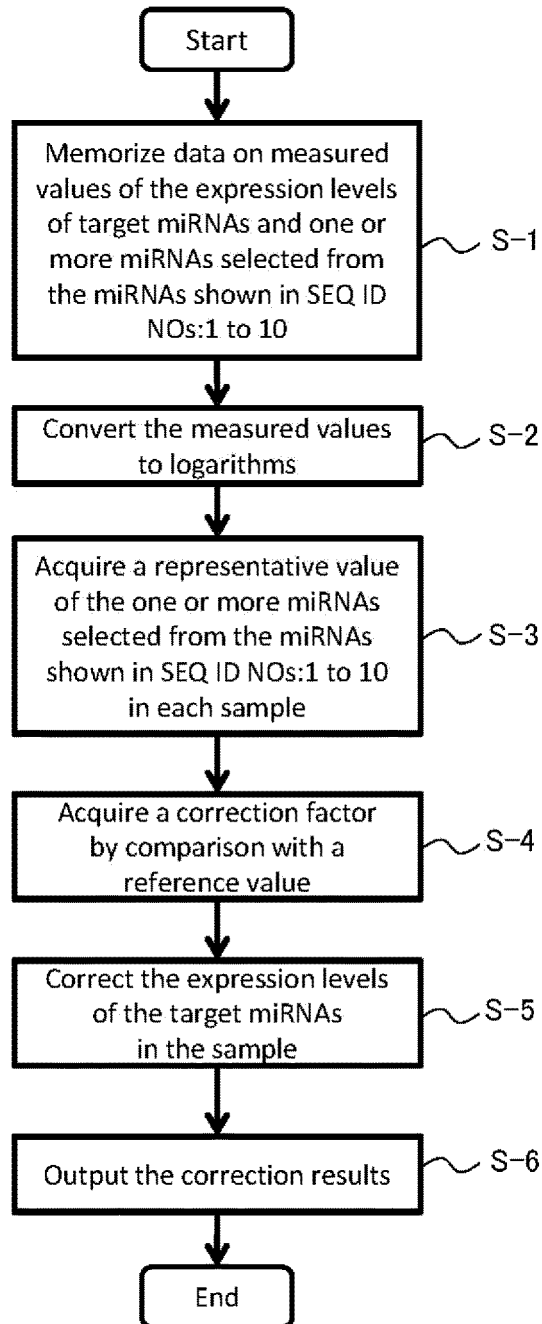 Start
Memorize data on measured
values of the expression levels
of target miRNAs and one or
more miRNAs selected from
the miRNAs shown in SEQ ID
NOs:1 to 10
S-1
Convert the measured values
to logarithms
S-2
Acquire a representative value
of the one or more miRNAs
selected from the miRNAs
shown in SEQ ID NOs:1 to 10
in each sample
S-3
Acquire a correction factor
by comparison with a
reference value
S-4
Correct the expression levels
of the target miRNAs
in the sample
S-5
Output the correction results
S-6
End